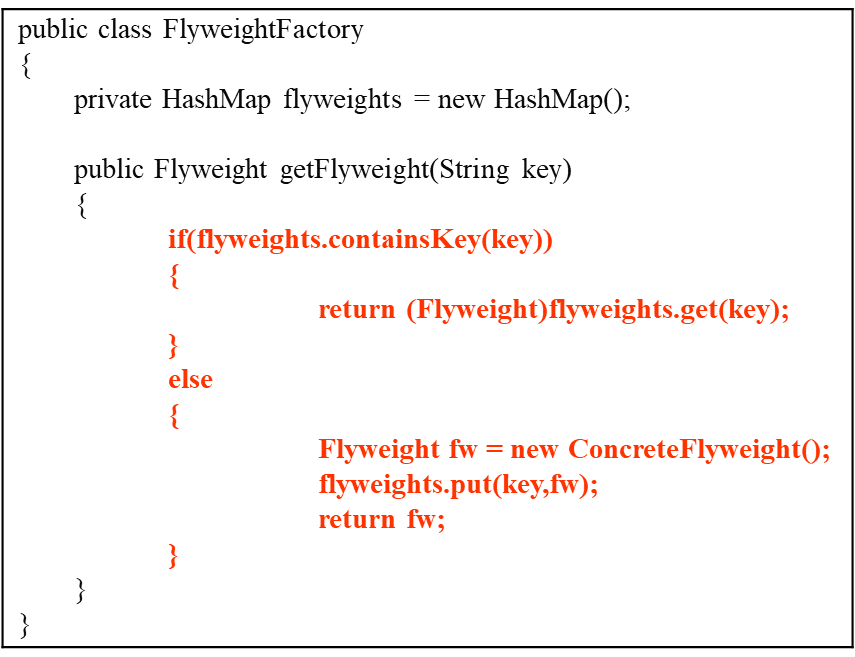 public class FlyweightFactory
{
private HashMap flyweights = new HashMap();
public Flyweight getFlyweight(String key)
{
if(flyweights.containsKey(key))
{
return (Flyweight)flyweights.get(key);
}
else
{
Flyweight fw = new ConcreteFlyweight();
flyweights.put(key,fw);
return fw;
}
}
}